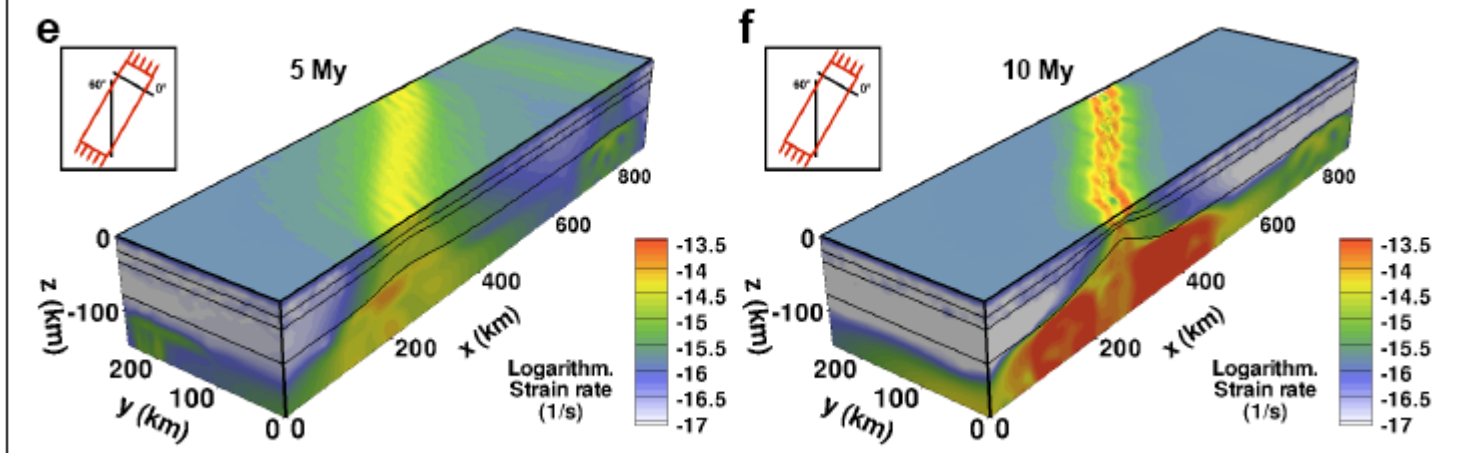 e
5 My
60°
0°
0
-100
z (km)
200
100
0
y (km)
0
200
400
600
800
x (km)
Logarithm.
Strain rate
(1/s)
-13.5
-14
-14.5
-15
-15.5
-16
-16.5
-17
f
10 My
60°
0°
0
-100
z (km)
200
100
0
y (km)
0
200
400
600
800
x (km)
Logarithm.
Strain rate
(1/s)
-13.5
-14
-14.5
-15
-15.5
-16
-16.5
-17